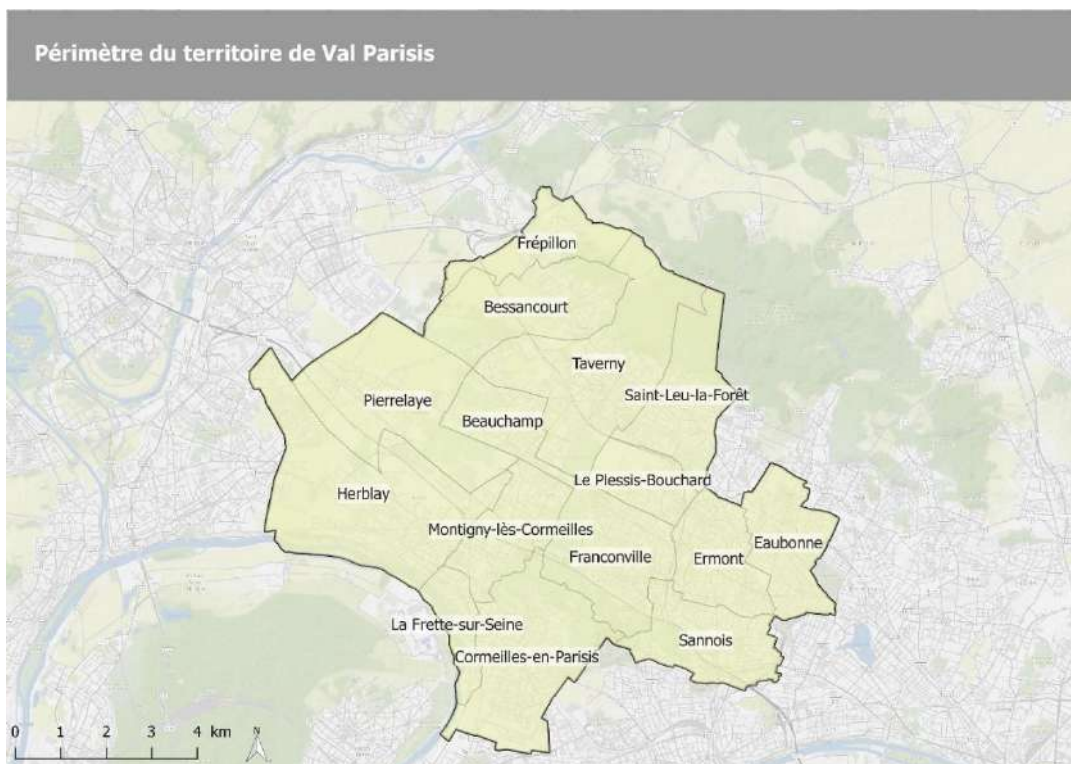 Périmètre du territoire de Val Parisis
Frépillon
Bessancourt
Taverny
Saint-Leu-la-Forêt
Pierrelaye
Beauchamp
Le Plessis-Bouchard
Herblay
Montigny-lès-Cormeilles
Franconville
Ermont
Eaubonne
La Frette-sur-Seine
Sannois
Cormeilles-en-Parisis
0 1 2 3 4 km
N